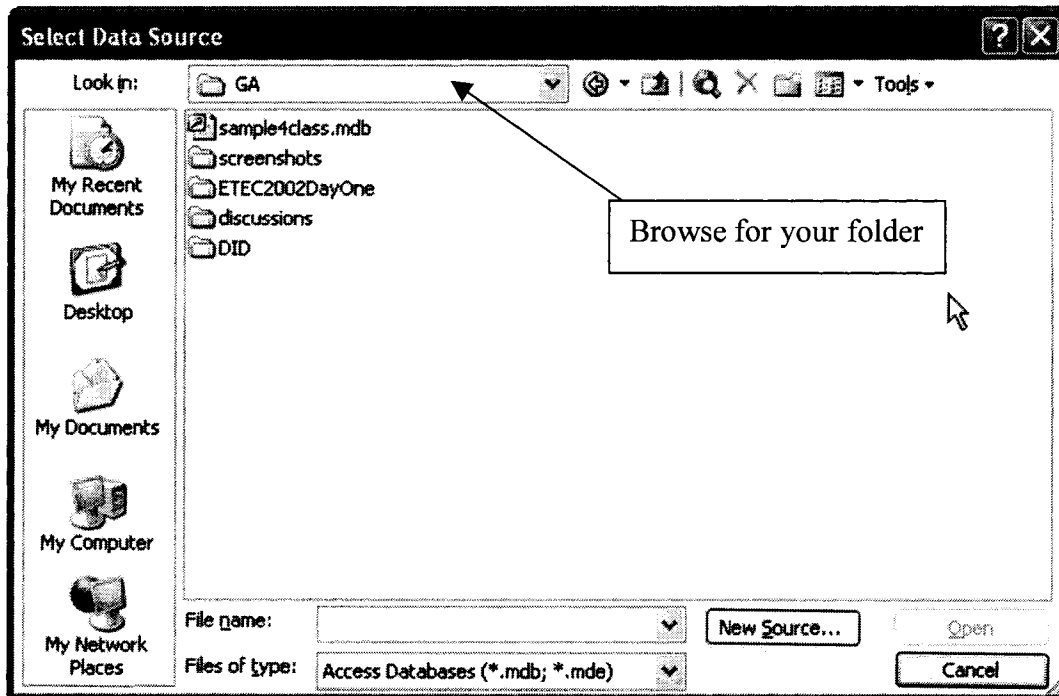 Select Data Source
Look in: GA Tools
sample4class.mdb
screenshots
ETEC2002DayOne
discussions
DID
Browse for your folder
My Recent
Documents
Desktop
My Documents
My Computer
My Network
Places
File name: New Source... Open
Files of type: Access Databases (*.mdb; *.mde) Cancel